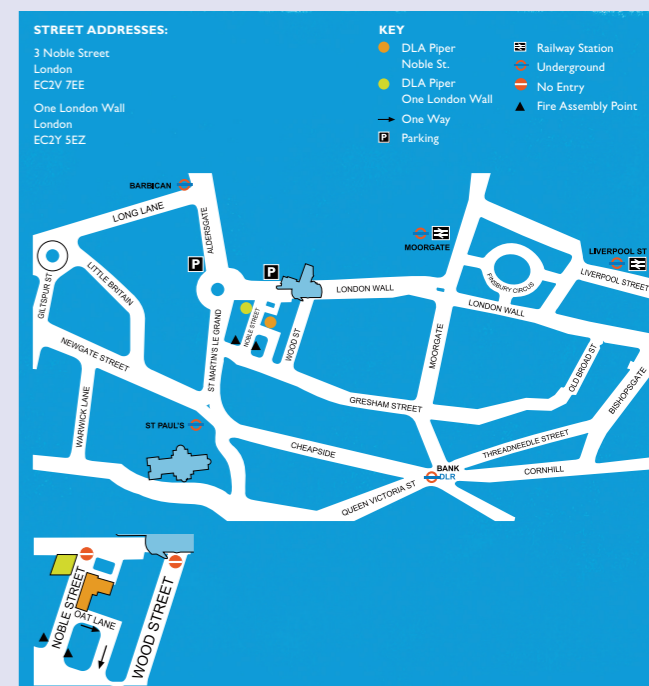 STREET ADDRESSES:
3 Noble Street
London
EC2V 7EE
One London Wall
London
EC2Y 5EZ
KEY
DLA Piper
Noble St.
DLA Piper
One London Wall
One Way
P Parking
Railway Station
Underground
No Entry
Fire Assembly Point
BARBICAN
LONG LANE
ALDERSGATE
P
P
MOORGATE
LIVERPOOL ST
LIVERPOOL STREET
FINSBURY CIRCUS
GILTSPUR ST
LITTLE BRITAIN
LONDON WALL
LONDON WALL
NOBLE STREET
WOOD ST
ST MARTIN'S LE GRAND
MOORGATE
NEWGATE STREET
OLD BROAD ST
BISHOPSGATE
WARWICK LANE
GRESHAM STREET
ST PAUL'S
CHEAPSIDE
THREADNEEDLE STREET
BANK
DLR
CORNHILL
QUEEN VICTORIA ST
NOBLE STREET
OAT LANE
WOOD STREET